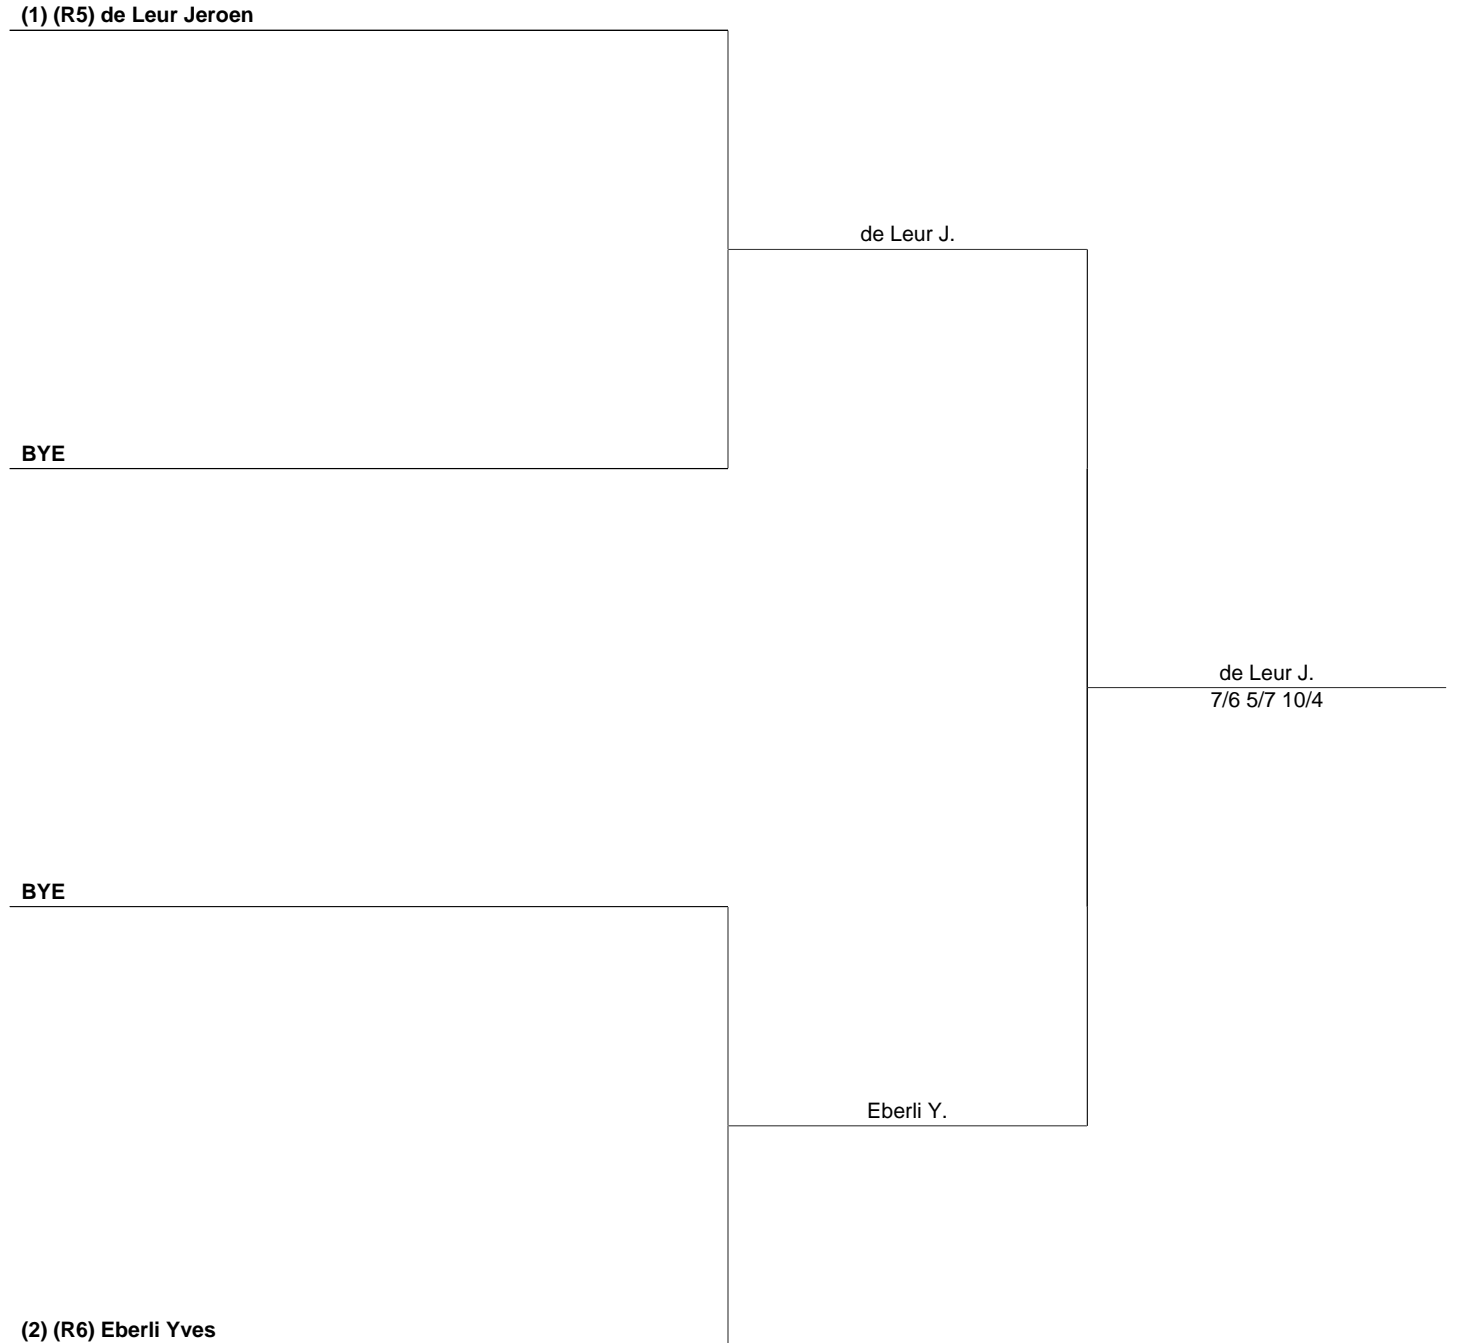 (1) (R5) de Leur Jeroen
de Leur J.
BYE
de Leur J.
7/6 5/7 10/4
BYE
Eberli Y.
(2) (R6) Eberli Yves